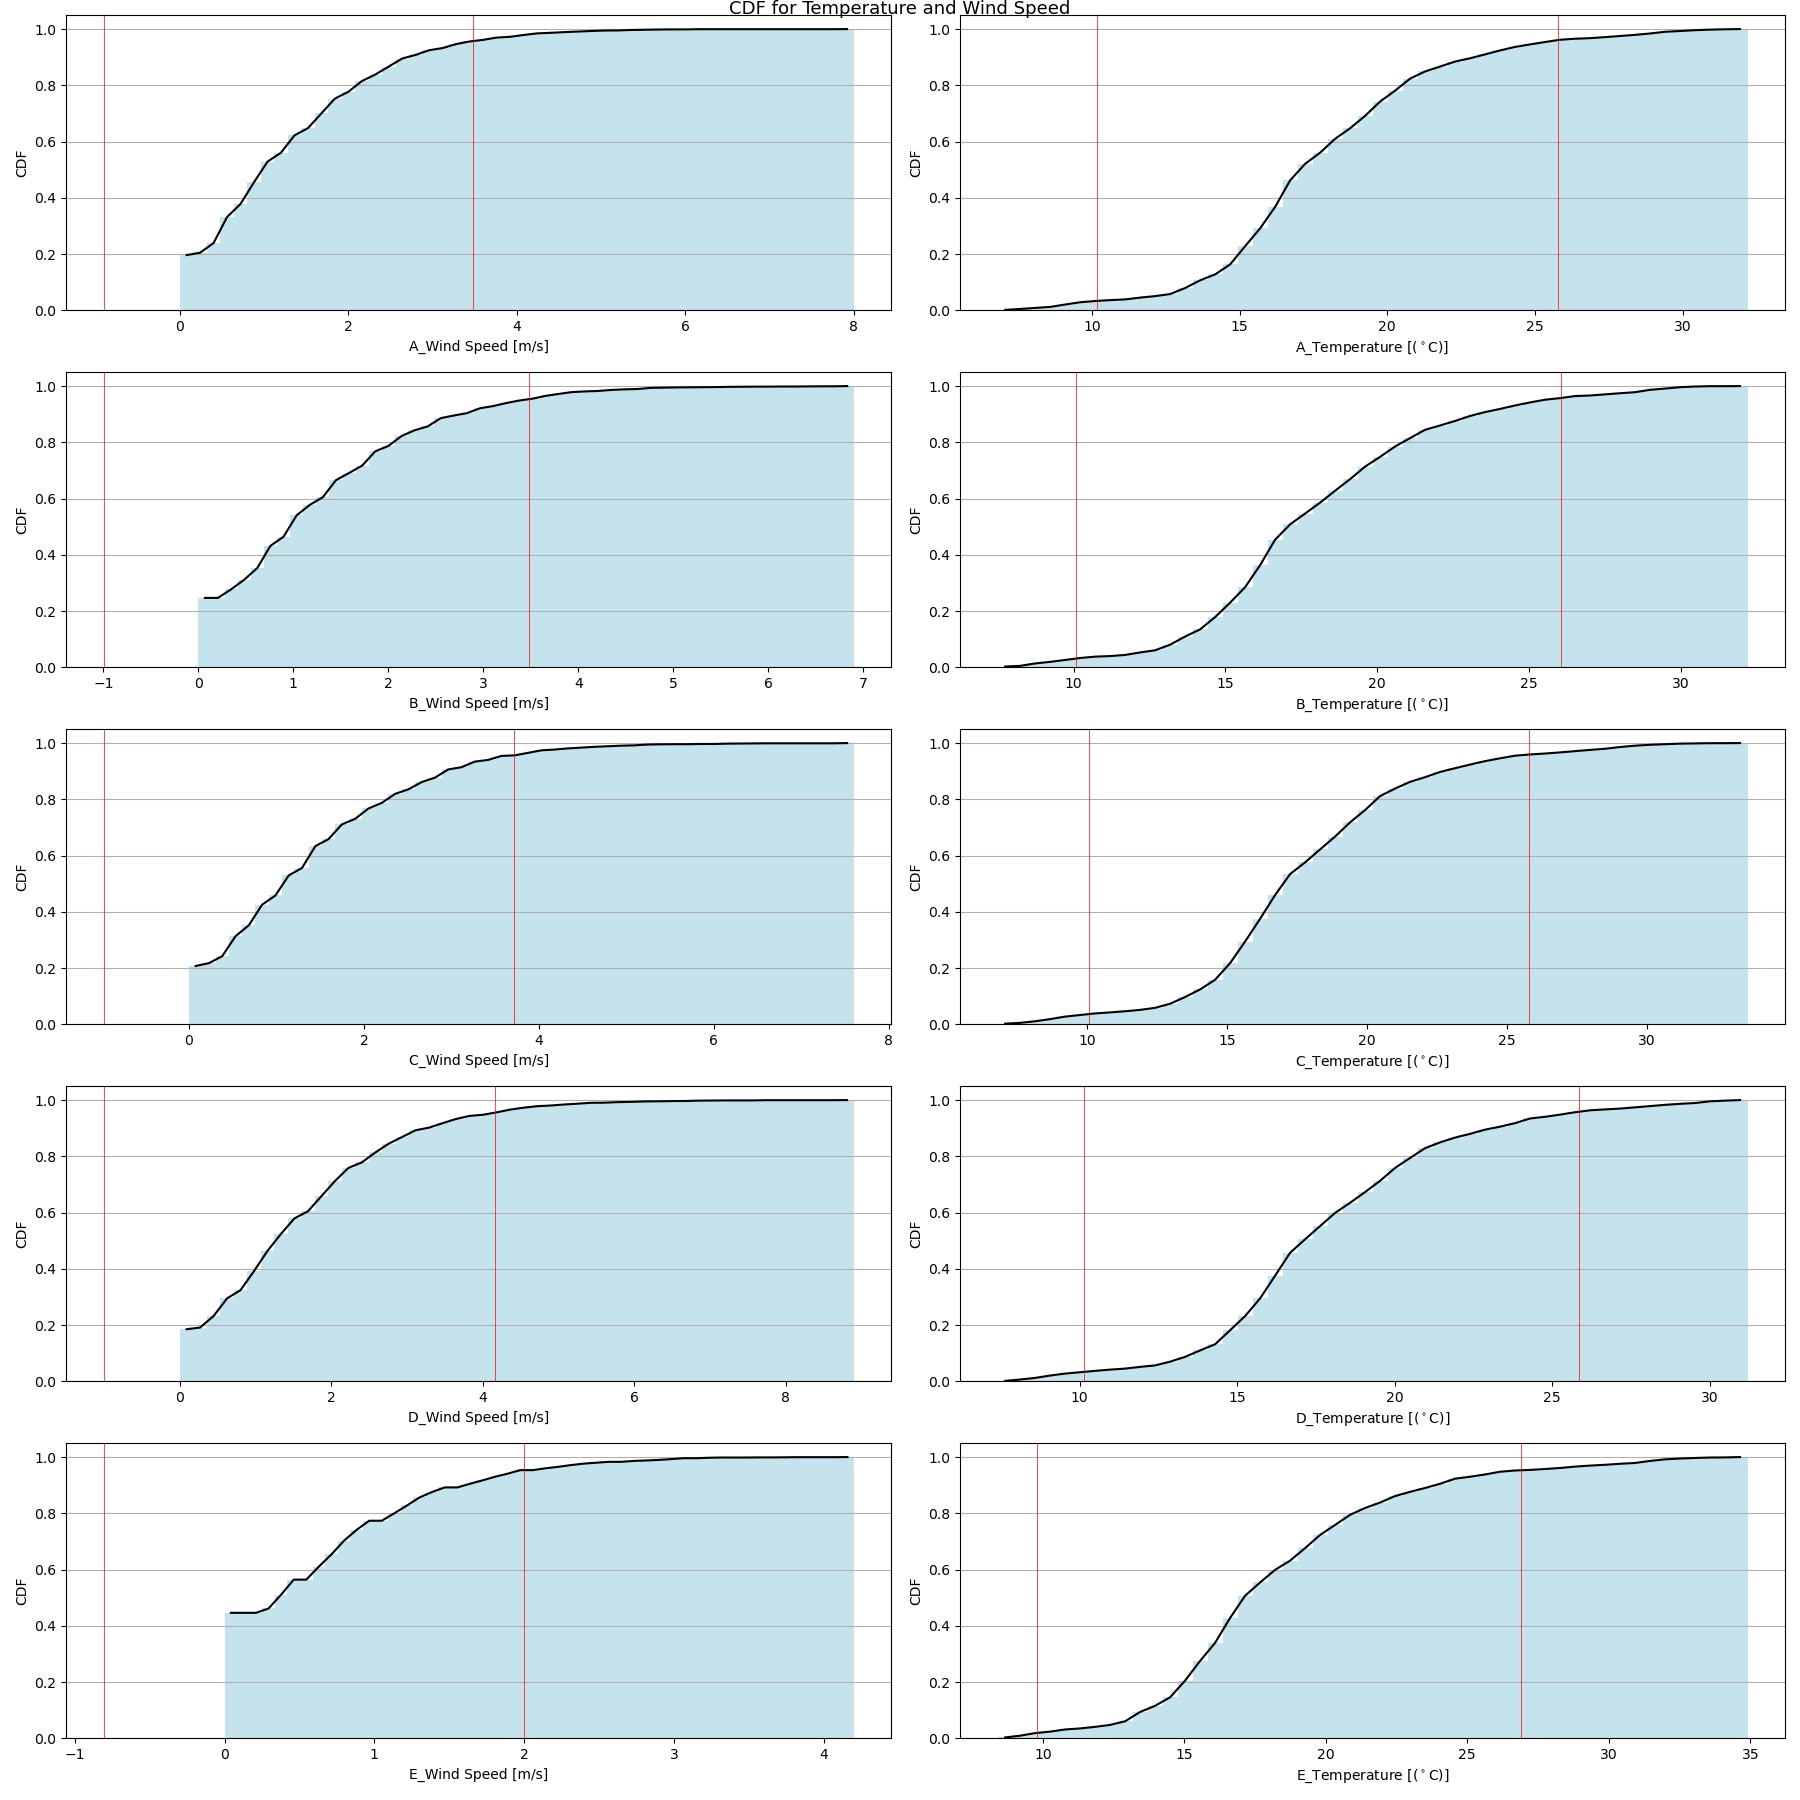 CDF for Temperature and Wind Speed
1.0
0.8
0.6
0.4
0.2
0.0
CDF
0 2 4 6 8
A_Wind Speed [m/s]
1.0
0.8
0.6
0.4
0.2
0.0
CDF
10 15 20 25 30
A_Temperature [(°C)]
1.0
0.8
0.6
0.4
0.2
0.0
CDF
−1 0 1 2 3 4 5 6 7
B_Wind Speed [m/s]
1.0
0.8
0.6
0.4
0.2
0.0
CDF
10 15 20 25 30
B_Temperature [(°C)]
1.0
0.8
0.6
0.4
0.2
0.0
CDF
0 2 4 6 8
C_Wind Speed [m/s]
1.0
0.8
0.6
0.4
0.2
0.0
CDF
10 15 20 25 30
C_Temperature [(°C)]
1.0
0.8
0.6
0.4
0.2
0.0
CDF
0 2 4 6 8
D_Wind Speed [m/s]
1.0
0.8
0.6
0.4
0.2
0.0
CDF
10 15 20 25 30
D_Temperature [(°C)]
1.0
0.8
0.6
0.4
0.2
0.0
CDF
−1 0 1 2 3 4
E_Wind Speed [m/s]
1.0
0.8
0.6
0.4
0.2
0.0
CDF
10 15 20 25 30 35
E_Temperature [(°C)]